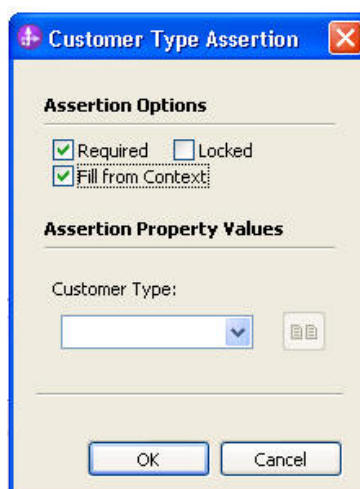 Customer Type Assertion
Assertion Options
Required Locked
Fill from Context
Assertion Property Values
Customer Type:
OK Cancel